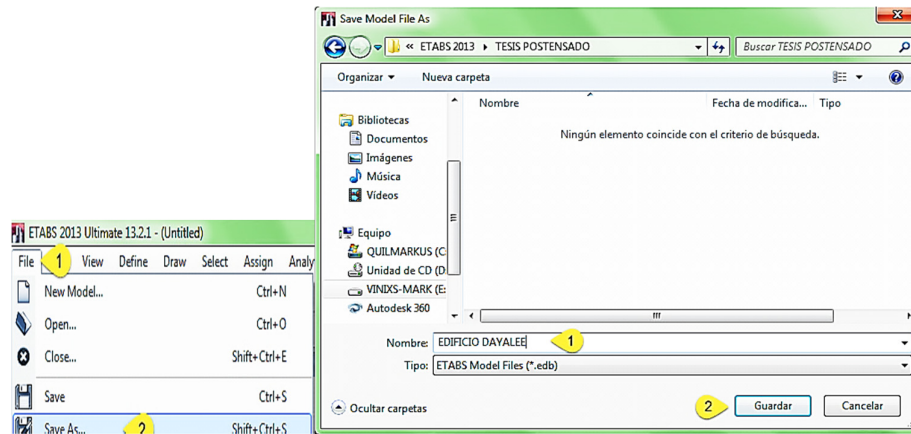 Save Model File As
« ETABS 2013 ▸ TESIS POSTENSADO
Buscar TESIS POSTENSADO
Organizar ▾ Nueva carpeta
Nombre Fecha de modifica... Tipo
Ningún elemento coincide con el criterio de búsqueda.
Bibliotecas
Documentos
Imágenes
Música
Vídeos
Equipo
QUILMARKUS (C:
Unidad de CD (D:
VINIXS-MARK (E:
Autodesk 360
Nombre: EDIFICIO DAYALEE 1
Tipo: ETABS Model Files (*.edb)
Ocultar carpetas
2 Guardar Cancelar
ETABS 2013 Ultimate 13.2.1 - (Untitled)
File 1 View Define Draw Select Assign Analy
New Model... Ctrl+N
Open... Ctrl+O
Close... Shift+Ctrl+E
Save Ctrl+S
Save As... 2 Shift+Ctrl+S